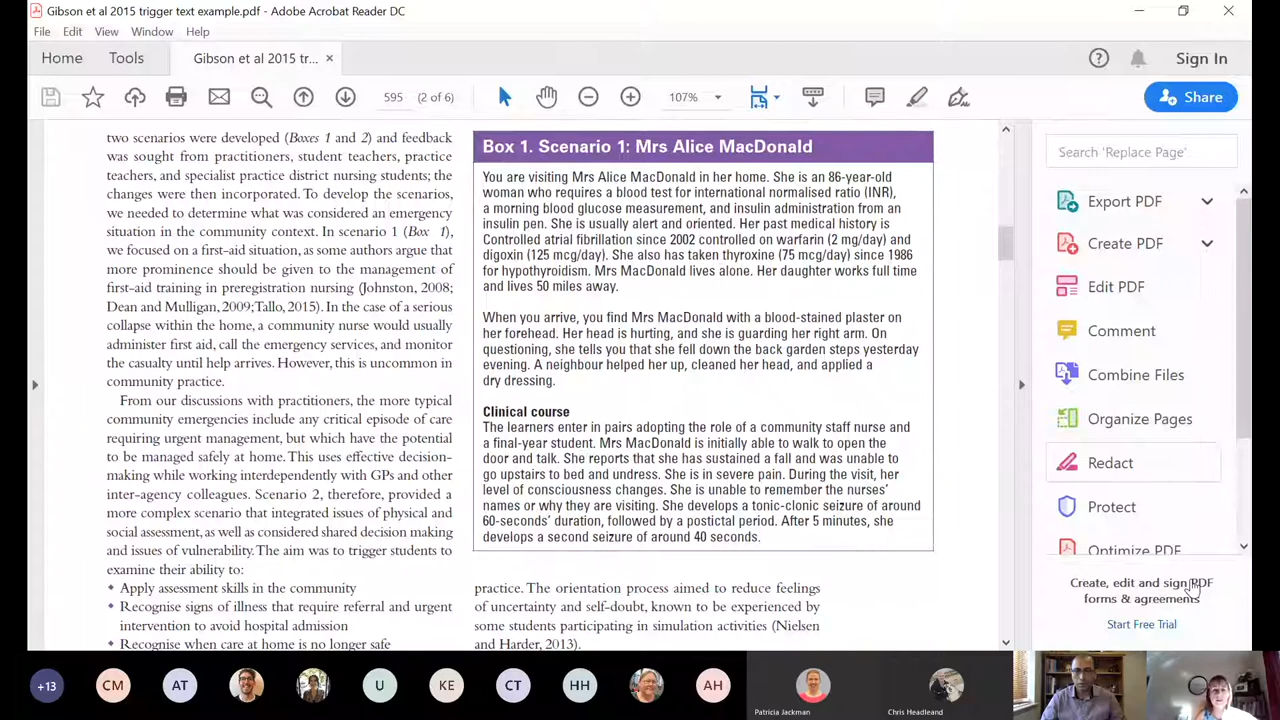 Gibson et al 2015 trigger text example.pdf - Adobe Acrobat Reader DC
File Edit View Window Help
Home Tools Gibson et al 2015 tr... ×
Sign In
595 (2 of 6) 107% Share
two scenarios were developed (Boxes 1 and 2) and feedback
was sought from practitioners, student teachers, practice
teachers, and specialist practice district nursing students; the
changes were then incorporated. To develop the scenarios,
we needed to determine what was considered an emergency
situation in the community context. In scenario 1 (Box 1),
we focused on a first-aid situation, as some authors argue that
more prominence should be given to the management of
first-aid training in preregistration nursing (Johnston, 2008;
Dean and Mulligan, 2009; Tallo, 2015). In the case of a serious
collapse within the home, a community nurse would usually
administer first aid, call the emergency services, and monitor
the casualty until help arrives. However, this is uncommon in
community practice.
From our discussions with practitioners, the more typical
community emergencies include any critical episode of care
requiring urgent management, but which have the potential
to be managed safely at home. This uses effective decision-
making while working interdependently with GPs and other
inter-agency colleagues. Scenario 2, therefore, provided a
more complex scenario that integrated issues of physical and
social assessment, as well as considered shared decision making
and issues of vulnerability. The aim was to trigger students to
examine their ability to:
◆ Apply assessment skills in the community
◆ Recognise signs of illness that require referral and urgent
intervention to avoid hospital admission
◆ Recognise when care at home is no longer safe
Box 1. Scenario 1: Mrs Alice MacDonald
You are visiting Mrs Alice MacDonald in her home. She is an 86-year-old
woman who requires a blood test for international normalised ratio (INR),
a morning blood glucose measurement, and insulin administration from an
insulin pen. She is usually alert and oriented. Her past medical history is
Controlled atrial fibrillation since 2002 controlled on warfarin (2 mg/day) and
digoxin (125 mcg/day). She also has taken thyroxine (75 mcg/day) since 1986
for hypothyroidism. Mrs MacDonald lives alone. Her daughter works full time
and lives 50 miles away.
When you arrive, you find Mrs MacDonald with a blood-stained plaster on
her forehead. Her head is hurting, and she is guarding her right arm. On
questioning, she tells you that she fell down the back garden steps yesterday
evening. A neighbour helped her up, cleaned her head, and applied a
dry dressing.
Clinical course
The learners enter in pairs adopting the role of a community staff nurse and
a final-year student. Mrs MacDonald is initially able to walk to open the
door and talk. She reports that she has sustained a fall and was unable to
go upstairs to bed and undress. She is in severe pain. During the visit, her
level of consciousness changes. She is unable to remember the nurses'
names or why they are visiting. She develops a tonic-clonic seizure of around
60-seconds' duration, followed by a postictal period. After 5 minutes, she
develops a second seizure of around 40 seconds.
practice. The orientation process aimed to reduce feelings
of uncertainty and self-doubt, known to be experienced by
some students participating in simulation activities (Nielsen
and Harder, 2013).
Search 'Replace Page'
Export PDF
Create PDF
Edit PDF
Comment
Combine Files
Organize Pages
Redact
Protect
Optimize PDF
Create, edit and sign PDF
forms & agreements
Start Free Trial
+13 CM AT U KE CT HH AH
Patricia Jackman Chris Headleand